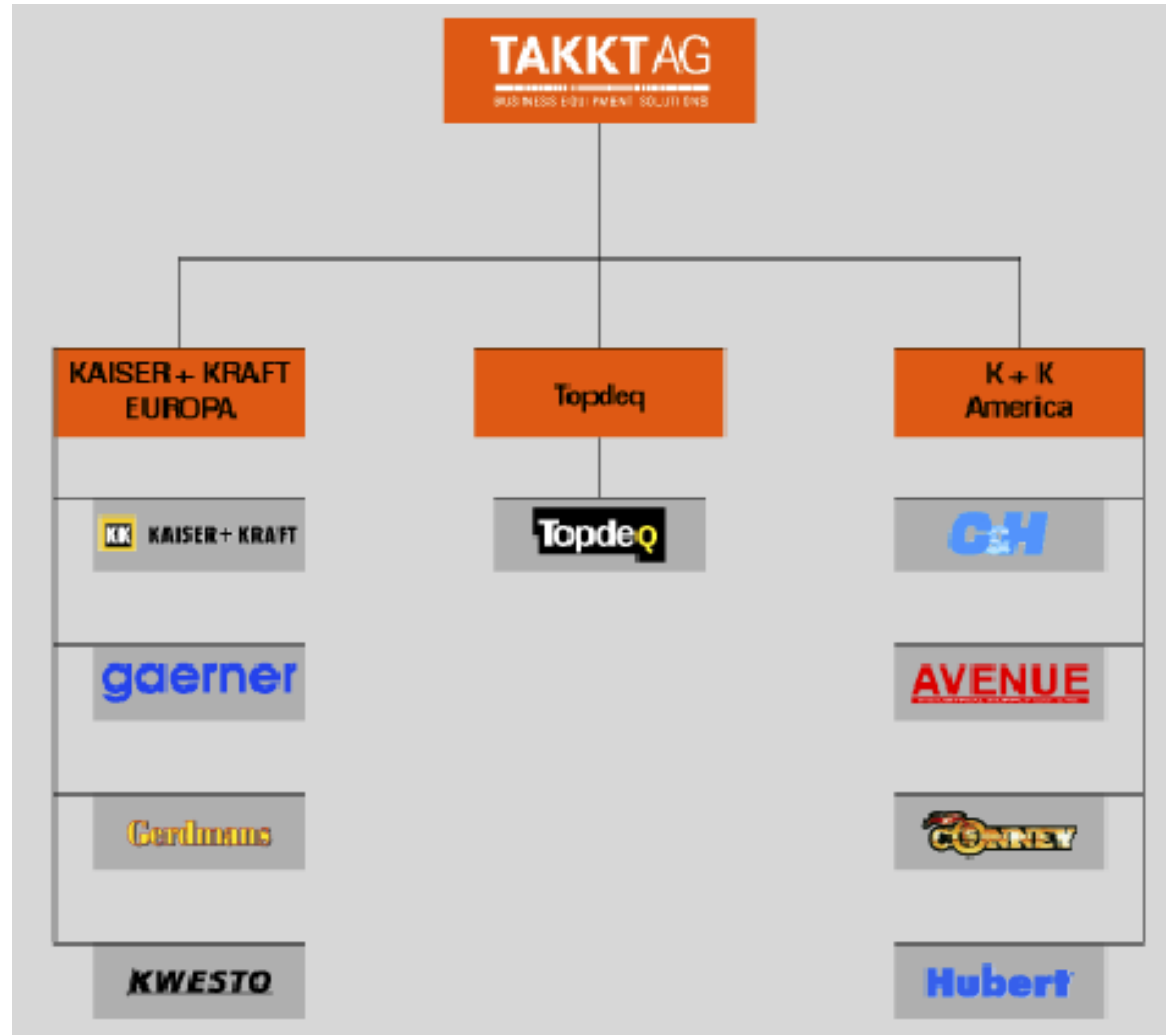 TAKKT AG
BUSINESS EQUIPMENT SOLUTIONS
KAISER + KRAFT
EUROPA
Topdeq
K + K
America
KK KAISER + KRAFT
TopdeQ
C&H
gaerner
AVENUE
Gerdmans
CONNEY
KWESTO
Hubert